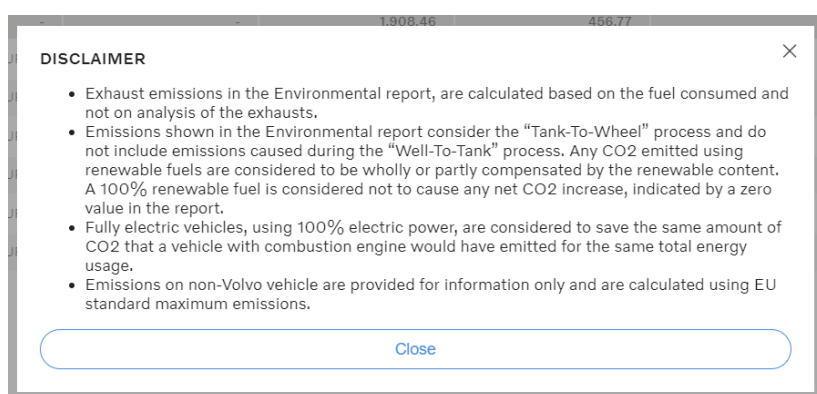 - - 1.908.46 456.77
DISCLAIMER
• Exhaust emissions in the Environmental report, are calculated based on the fuel consumed and
not on analysis of the exhausts.
• Emissions shown in the Environmental report consider the “Tank-To-Wheel” process and do
not include emissions caused during the “Well-To-Tank” process. Any CO2 emitted using
renewable fuels are considered to be wholly or partly compensated by the renewable content.
A 100% renewable fuel is considered not to cause any net CO2 increase, indicated by a zero
value in the report.
• Fully electric vehicles, using 100% electric power, are considered to save the same amount of
CO2 that a vehicle with combustion engine would have emitted for the same total energy
usage.
• Emissions on non-Volvo vehicle are provided for information only and are calculated using EU
standard maximum emissions.
Close